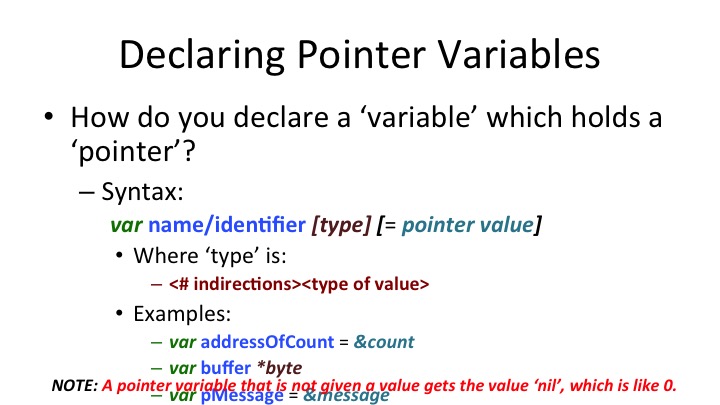 Declaring Pointer Variables
• How do you declare a ‘variable’ which holds a
‘pointer’?
– Syntax:
var name/identifier [type] [= pointer value]
• Where ‘type’ is:
– <# indirections><type of value>
• Examples:
– var addressOfCount = &count
– var buffer *byte
NOTE: A pointer variable that is not given a value gets the value ‘nil’, which is like 0.
– var pMessage = &message